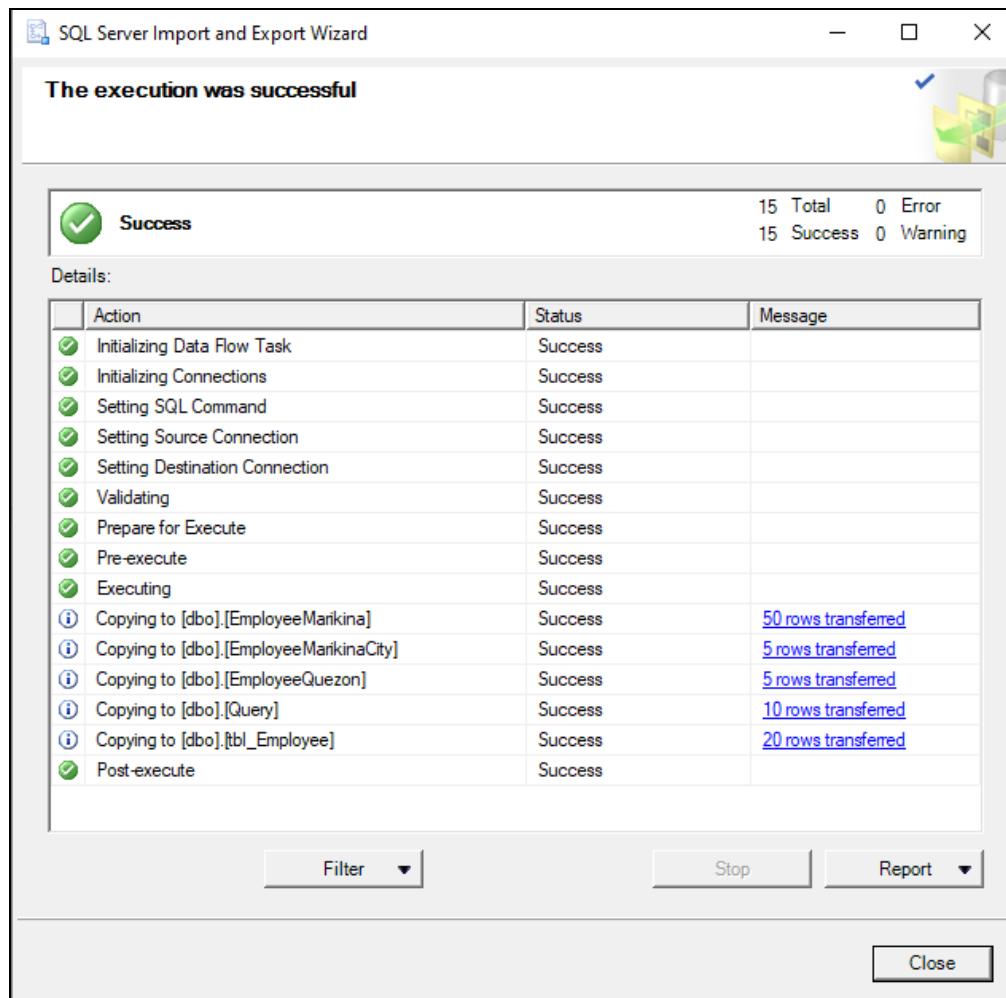 SQL Server Import and Export Wizard
The execution was successful
Success
15 Total 0 Error
15 Success 0 Warning
Details:
Action Status Message
Initializing Data Flow Task Success
Initializing Connections Success
Setting SQL Command Success
Setting Source Connection Success
Setting Destination Connection Success
Validating Success
Prepare for Execute Success
Pre-execute Success
Executing Success
Copying to [dbo].[EmployeeMarikina] Success 50 rows transferred
Copying to [dbo].[EmployeeMarikinaCity] Success 5 rows transferred
Copying to [dbo].[EmployeeQuezon] Success 5 rows transferred
Copying to [dbo].[Query] Success 10 rows transferred
Copying to [dbo].[tbl_Employee] Success 20 rows transferred
Post-execute Success
Filter Stop Report
Close